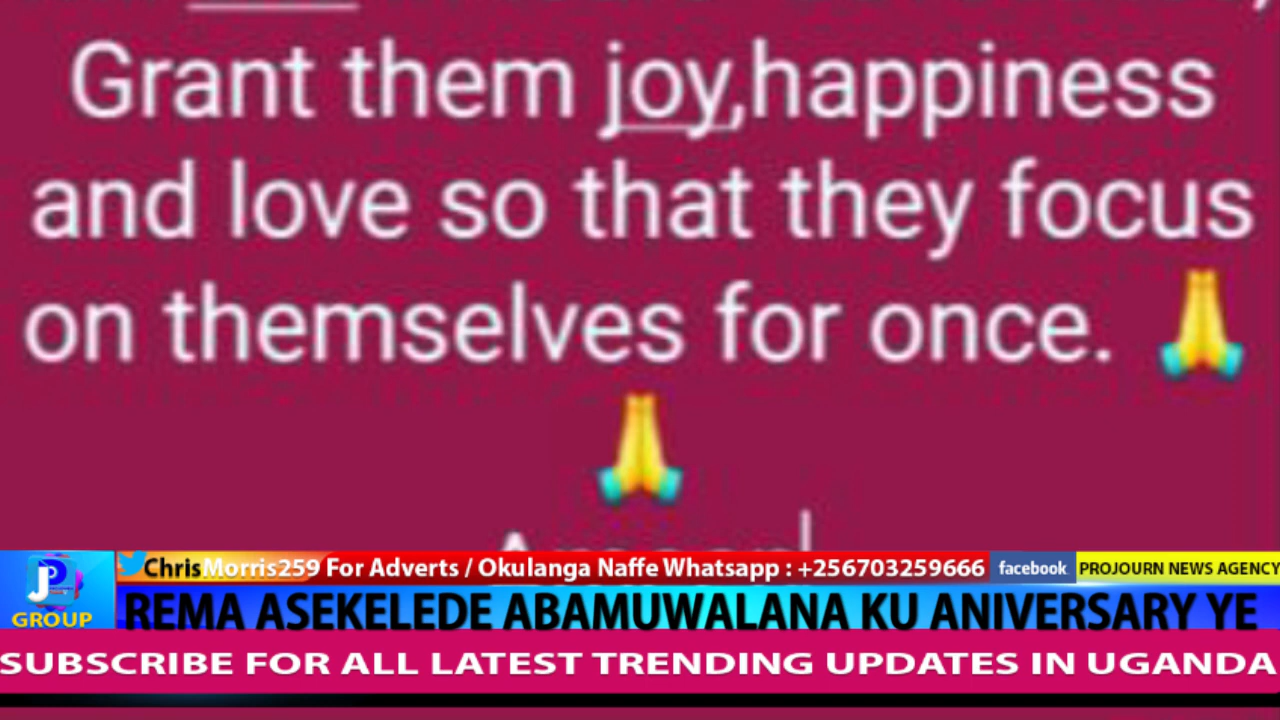 Grant them joy,happiness
and love so that they focus
on themselves for once. 🙏
🙏
ChrisMorris259 For Adverts / Okulanga Naffe Whatsapp : +256703259666 facebook PROJOURN NEWS AGENCY
JP GROUP
REMA ASEKELEDE ABAMUWALANA KU ANIVERSARY YE
SUBSCRIBE FOR ALL LATEST TRENDING UPDATES IN UGANDA